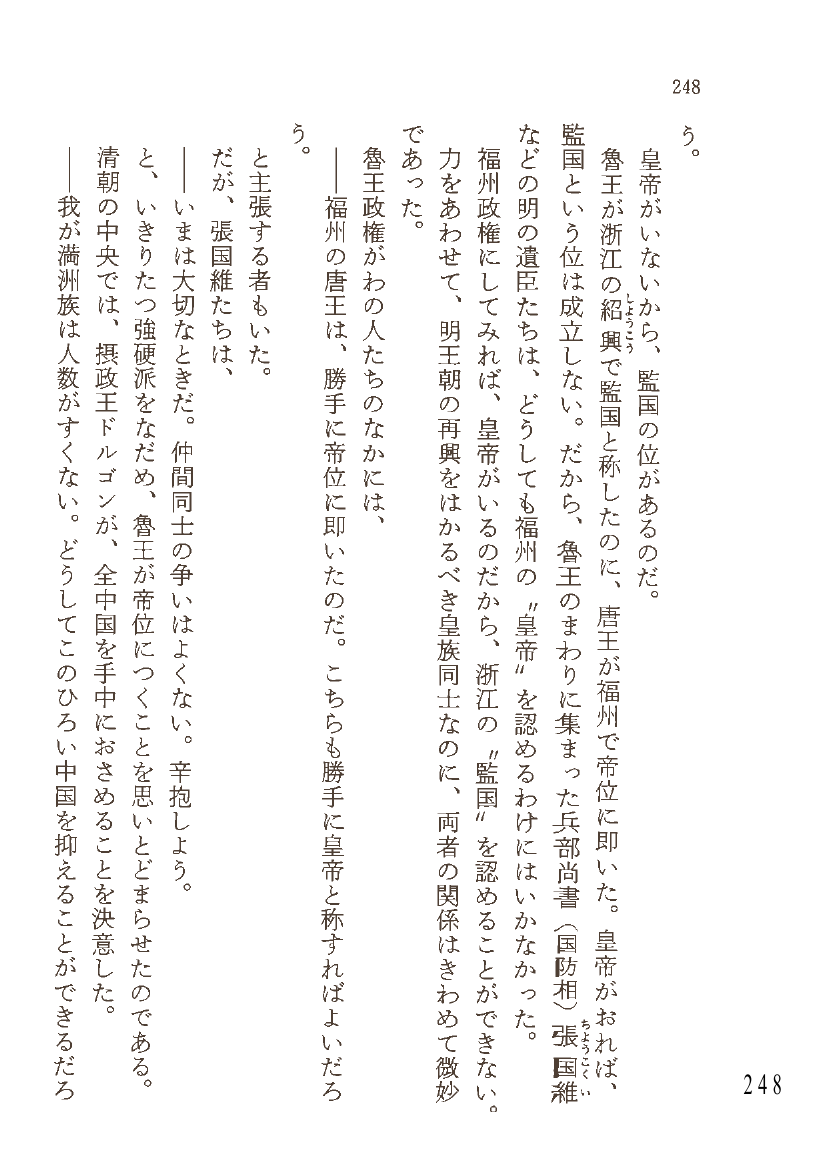 248
う。
皇帝がいないから、監国の位があるのだ。
魯王が浙江の紹興で監国と称したのに、唐王が福州で帝位に即いた。皇帝がおれば、
しようこう
監国という位は成立しない。だから、魯王のまわりに集まった兵部尚書（国防相）張国維
ちようこくい
などの明の遺臣たちは、どうしても福州の〝皇帝〟を認めるわけにはいかなかった。
福州政権にしてみれば、皇帝がいるのだから、浙江の〝監国〟を認めることができない。
力をあわせて、明王朝の再興をはかるべき皇族同士なのに、両者の関係はきわめて微妙
であった。
魯王政権がわの人たちのなかには、
――福州の唐王は、勝手に帝位に即いたのだ。こちらも勝手に皇帝と称すればよいだろ
う。
と主張する者もいた。
だが、張国維たちは、
――いまは大切なときだ。仲間同士の争いはよくない。辛抱しよう。
と、いきりたつ強硬派をなだめ、魯王が帝位につくことを思いとどまらせたのである。
清朝の中央では、摂政王ドルゴンが、全中国を手中におさめることを決意した。
――我が満洲族は人数がすくない。どうしてこのひろい中国を抑えることができるだろ
248